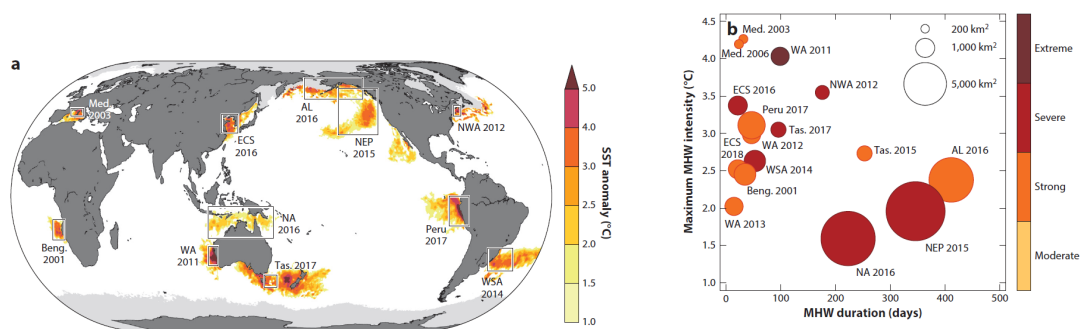 a
Med.
2003
AL
2016
ECS
2016
NEP
2015
NWA 2012
NA
2016
Beng.
2001
WA
2011
Tas. 2017
Peru
2017
WSA
2014
5.0
4.0
3.0
2.5
2.0
1.5
1.0
SST anomaly (°C)
b
4.5
4.0
3.5
3.0
2.5
2.0
1.5
1.0
Maximum MHW intensity (°C)
0
100
200
300
400
500
MHW duration (days)
Med. 2003
Med. 2006
WA 2011
ECS 2016
NWA 2012
Peru 2017
Tas. 2017
WA 2012
ECS
2018
WSA 2014
Tas. 2015
AL 2016
Beng. 2001
WA 2013
NEP 2015
NA 2016
200 km²
1,000 km²
5,000 km²
Extreme
Severe
Strong
Moderate